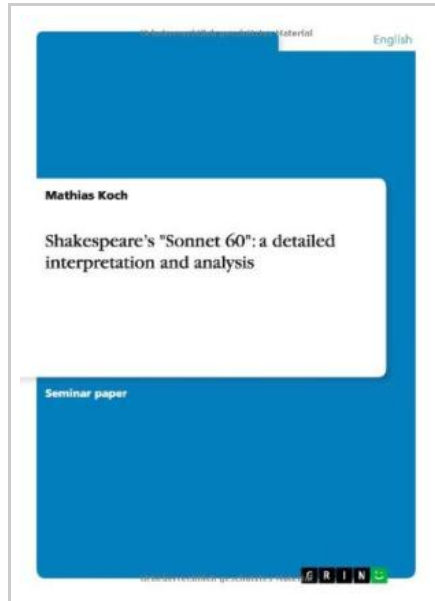 English
Mathias Koch
Shakespeare's "Sonnet 60": a detailed
interpretation and analysis
Seminar paper
GRIN